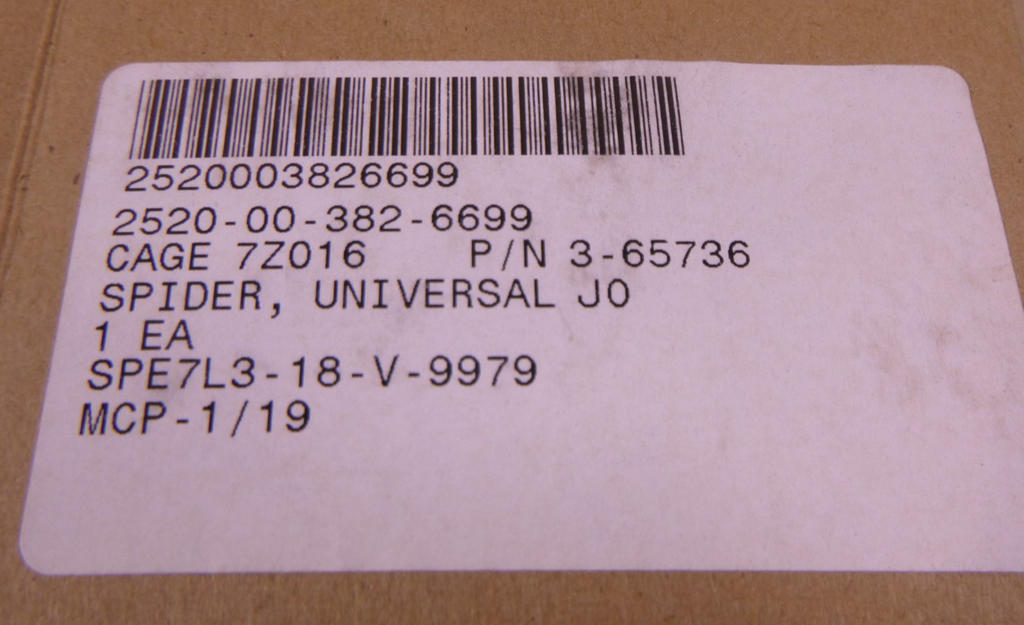 2520003826699
2520-00-382-6699
CAGE 7Z016 P/N 3-65736
SPIDER, UNIVERSAL JO
1 EA
SPE7L3-18-V-9979
MCP-1/19